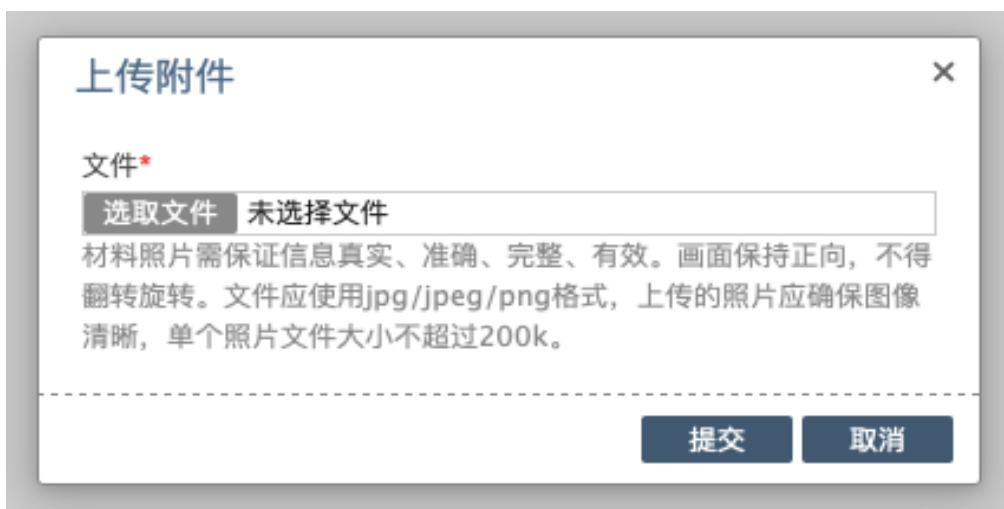 上传附件 ×
文件*
选取文件 未选择文件
材料照片需保证信息真实、准确、完整、有效。画面保持正向，不得
翻转旋转。文件应使用jpg/jpeg/png格式，上传的照片应确保图像
清晰，单个照片文件大小不超过200k。
提交 取消